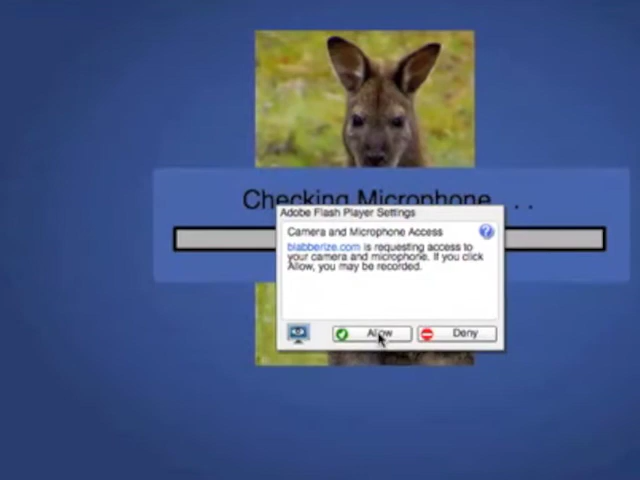 Checking Microphone . . .
Adobe Flash Player Settings
Camera and Microphone Access
?
blabberize.com is requesting access to
your camera and microphone. If you click
Allow, you may be recorded.
Allow
Deny